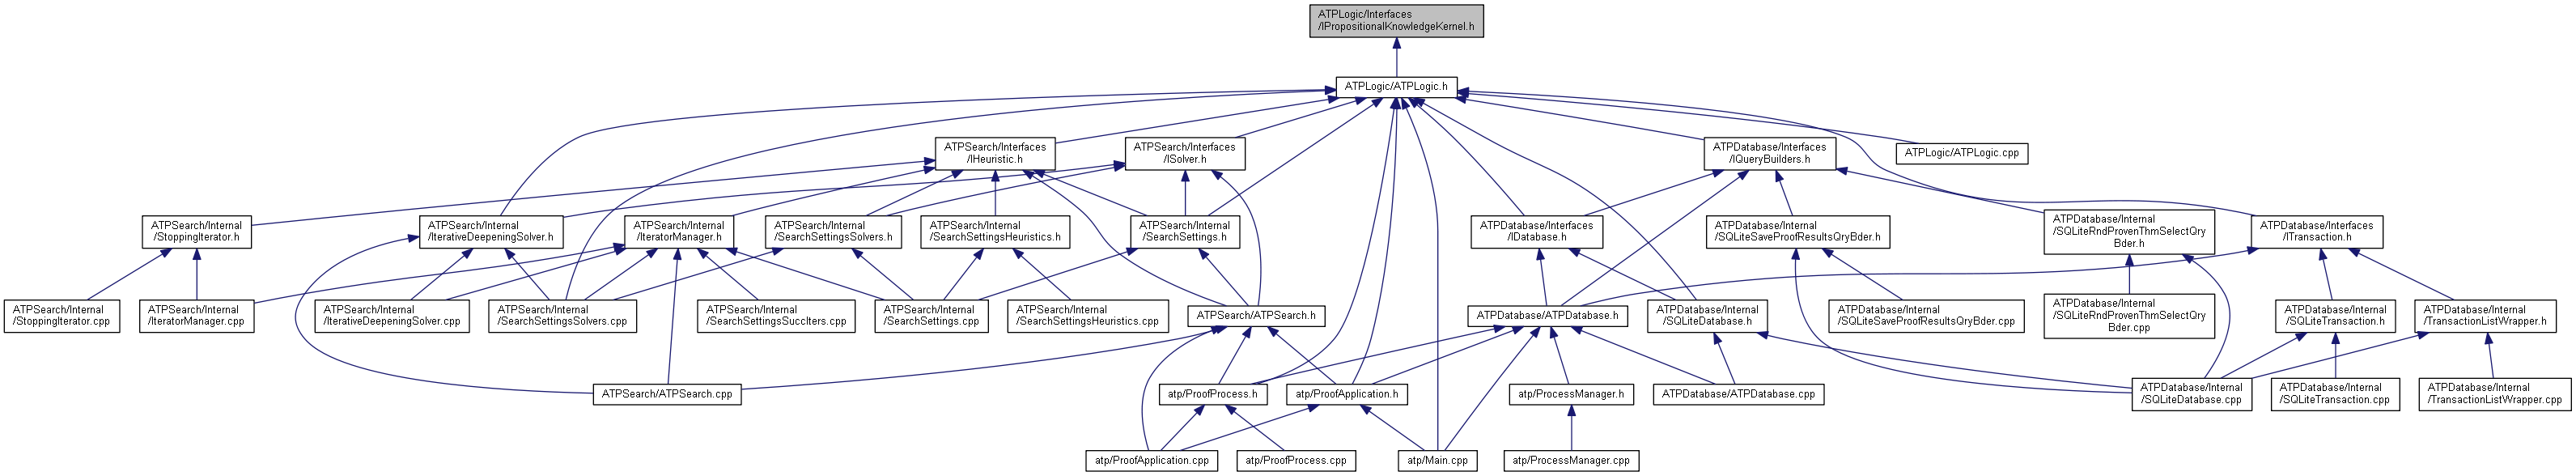 ATPLogic/Interfaces
/IPropositionalKnowledgeKernel.h
ATPLogic/ATPLogic.h
ATPSearch/Interfaces
/IHeuristic.h
ATPSearch/Interfaces
/ISolver.h
ATPDatabase/Interfaces
/IQueryBuilders.h
ATPLogic/ATPLogic.cpp
ATPSearch/Internal
/StoppingIterator.h
ATPSearch/Internal
/IterativeDeepeningSolver.h
ATPSearch/Internal
/IteratorManager.h
ATPSearch/Internal
/SearchSettingsSolvers.h
ATPSearch/Internal
/SearchSettingsHeuristics.h
ATPSearch/Internal
/SearchSettings.h
ATPDatabase/Interfaces
/IDatabase.h
ATPDatabase/Internal
/SQLiteSaveProofResultsQryBder.h
ATPDatabase/Internal
/SQLiteRndProvenThmSelectQry
Bder.h
ATPDatabase/Interfaces
/ITransaction.h
ATPSearch/Internal
/StoppingIterator.cpp
ATPSearch/Internal
/IteratorManager.cpp
ATPSearch/Internal
/IterativeDeepeningSolver.cpp
ATPSearch/Internal
/SearchSettingsSolvers.cpp
ATPSearch/Internal
/SearchSettingsSuccIters.cpp
ATPSearch/Internal
/SearchSettings.cpp
ATPSearch/Internal
/SearchSettingsHeuristics.cpp
ATPSearch/ATPSearch.h
ATPDatabase/ATPDatabase.h
ATPDatabase/Internal
/SQLiteDatabase.h
ATPDatabase/Internal
/SQLiteSaveProofResultsQryBder.cpp
ATPDatabase/Internal
/SQLiteRndProvenThmSelectQry
Bder.cpp
ATPDatabase/Internal
/SQLiteTransaction.h
ATPDatabase/Internal
/TransactionListWrapper.h
ATPSearch/ATPSearch.cpp
atp/ProofProcess.h
atp/ProofApplication.h
atp/ProcessManager.h
ATPDatabase/ATPDatabase.cpp
ATPDatabase/Internal
/SQLiteDatabase.cpp
ATPDatabase/Internal
/SQLiteTransaction.cpp
ATPDatabase/Internal
/TransactionListWrapper.cpp
atp/ProofApplication.cpp
atp/ProofProcess.cpp
atp/Main.cpp
atp/ProcessManager.cpp